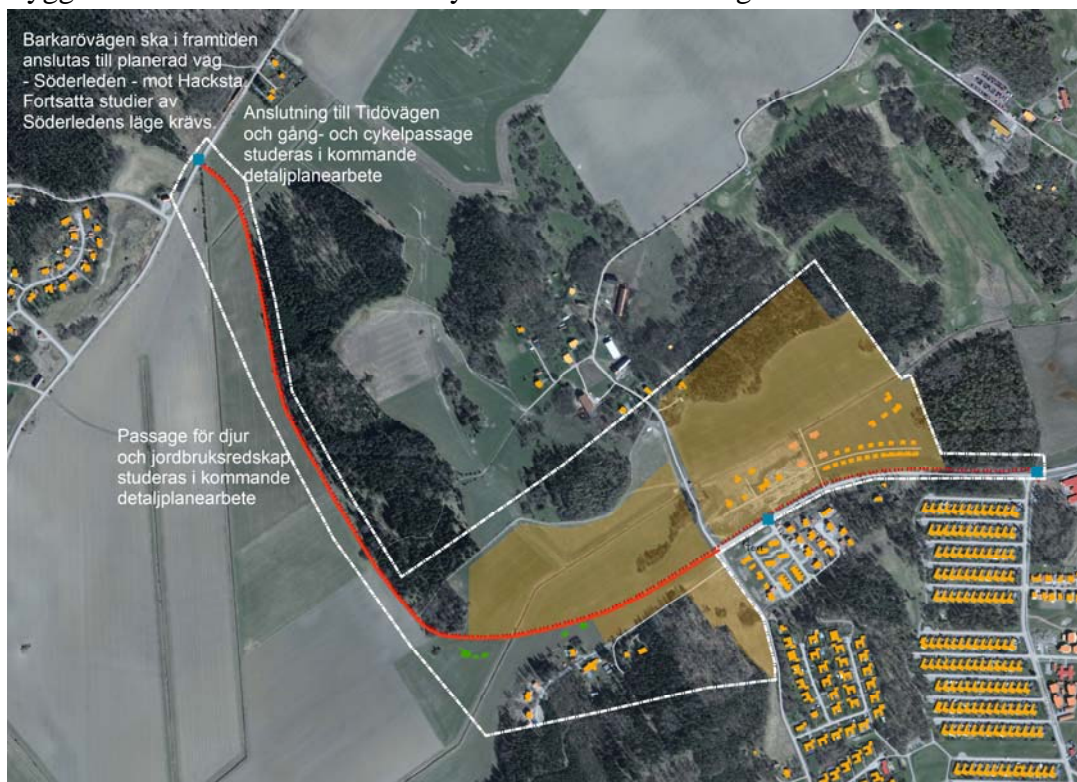 Barkarövägen ska i framtiden
anslutas till planerad väg
- Söderleden - mot Hacksta.
Fortsatta studier av
Söderledens läge krävs.
Anslutning till Tidövägen
och gång- och cykelpassage
studeras i kommande
detaljplanearbete
Passage för djur
och jordbruksredskap
studeras i kommande
detaljplanearbete